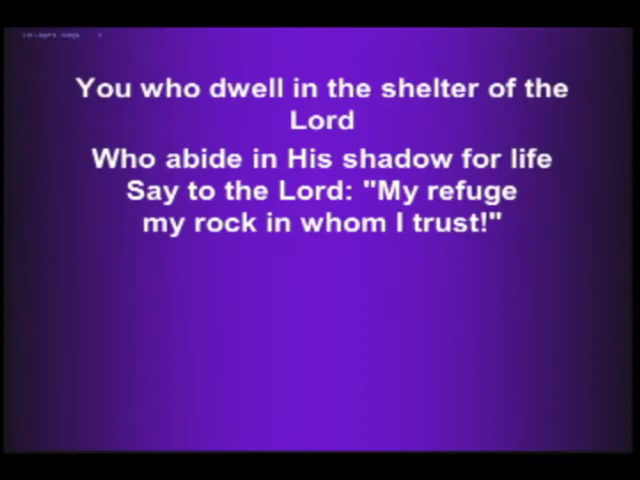 You who dwell in the shelter of the
Lord
Who abide in His shadow for life
Say to the Lord: "My refuge
my rock in whom I trust!"